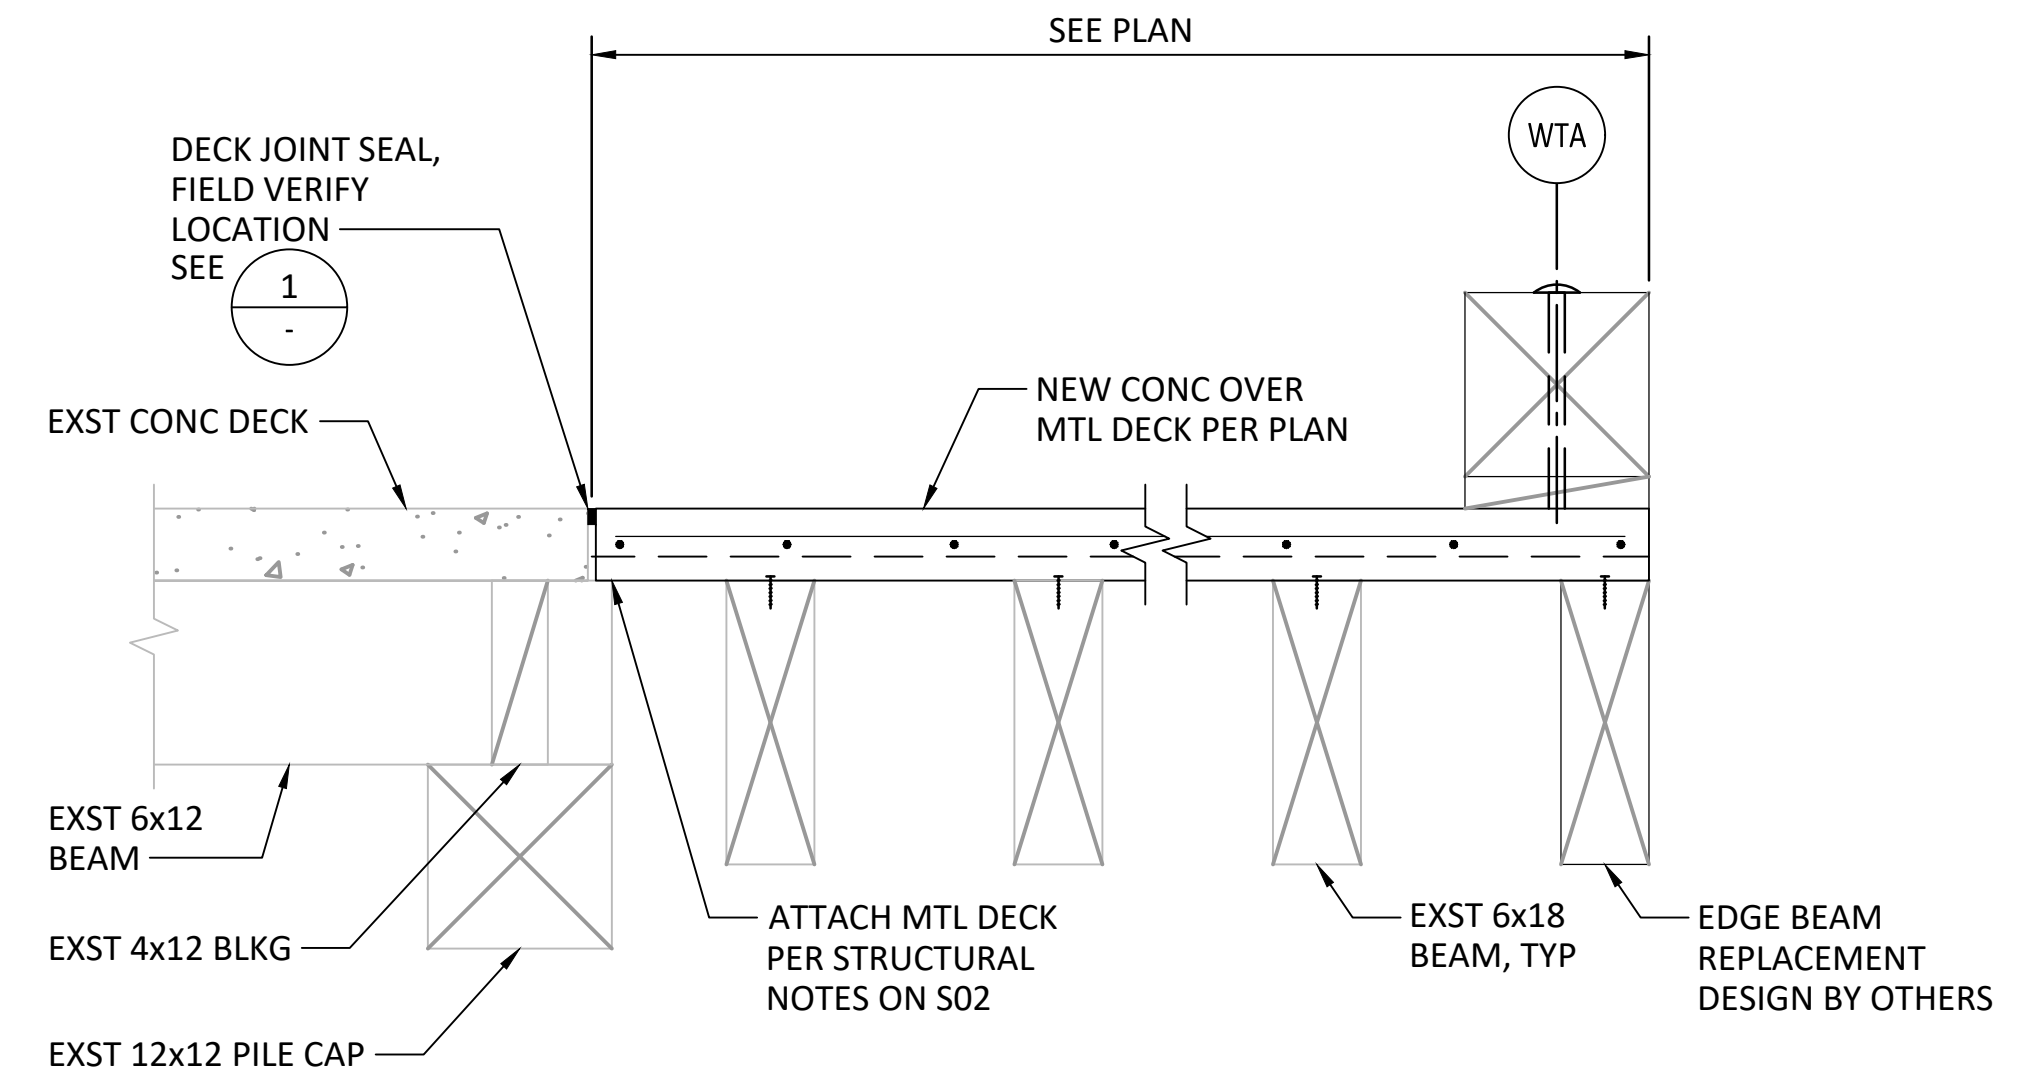 SEE PLAN
WTA
DECK JOINT SEAL,
FIELD VERIFY
LOCATION
SEE
1
-
NEW CONC OVER
MTL DECK PER PLAN
EXST CONC DECK
EXST 6x12
BEAM
EXST 4x12 BLKG
EXST 12x12 PILE CAP
ATTACH MTL DECK
PER STRUCTURAL
NOTES ON S02
EXST 6x18
BEAM, TYP
EDGE BEAM
REPLACEMENT
DESIGN BY OTHERS